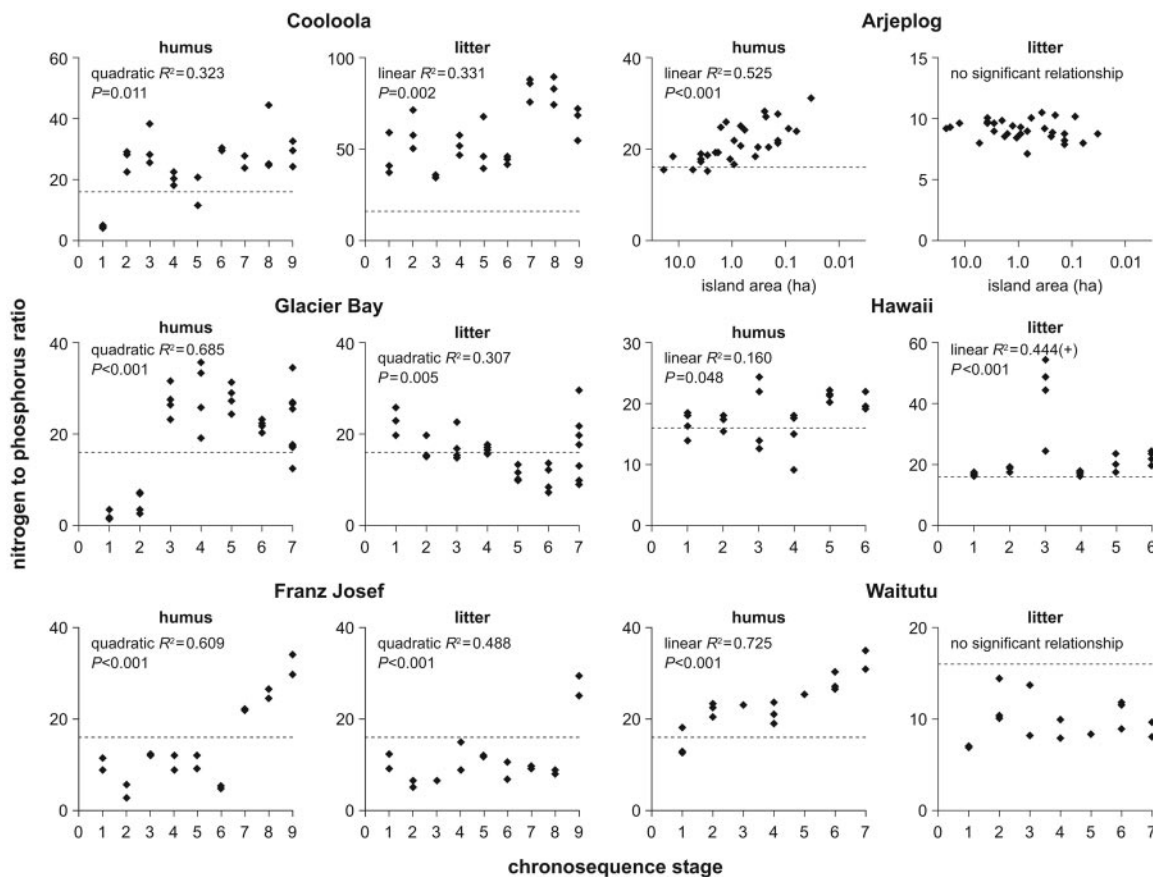 Cooloola
humus
quadratic R²=0.323
P=0.011
60
40
20
0
0 1 2 3 4 5 6 7 8 9
litter
linear R²=0.331
P=0.002
100
50
0
0 1 2 3 4 5 6 7 8 9
Arjeplog
humus
linear R²=0.525
P<0.001
40
30
20
10
0
10.0 1.0 0.1 0.01
island area (ha)
litter
no significant relationship
15
10
5
0
10.0 1.0 0.1 0.01
island area (ha)
nitrogen to phosphorus ratio
Glacier Bay
humus
quadratic R²=0.685
P<0.001
40
20
0
0 1 2 3 4 5 6 7
litter
quadratic R²=0.307
P=0.005
40
20
0
0 1 2 3 4 5 6 7
Hawaii
humus
linear R²=0.160
P=0.048
30
20
10
0
0 1 2 3 4 5 6
litter
linear R²=0.444(+)
P<0.001
60
40
20
0
0 1 2 3 4 5 6
Franz Josef
humus
quadratic R²=0.609
P<0.001
40
20
0
0 1 2 3 4 5 6 7 8 9
litter
quadratic R²=0.488
P<0.001
40
20
0
0 1 2 3 4 5 6 7 8 9
Waitutu
humus
linear R²=0.725
P<0.001
40
20
0
0 1 2 3 4 5 6 7
litter
no significant relationship
20
15
10
5
0
0 1 2 3 4 5 6 7
chronosequence stage